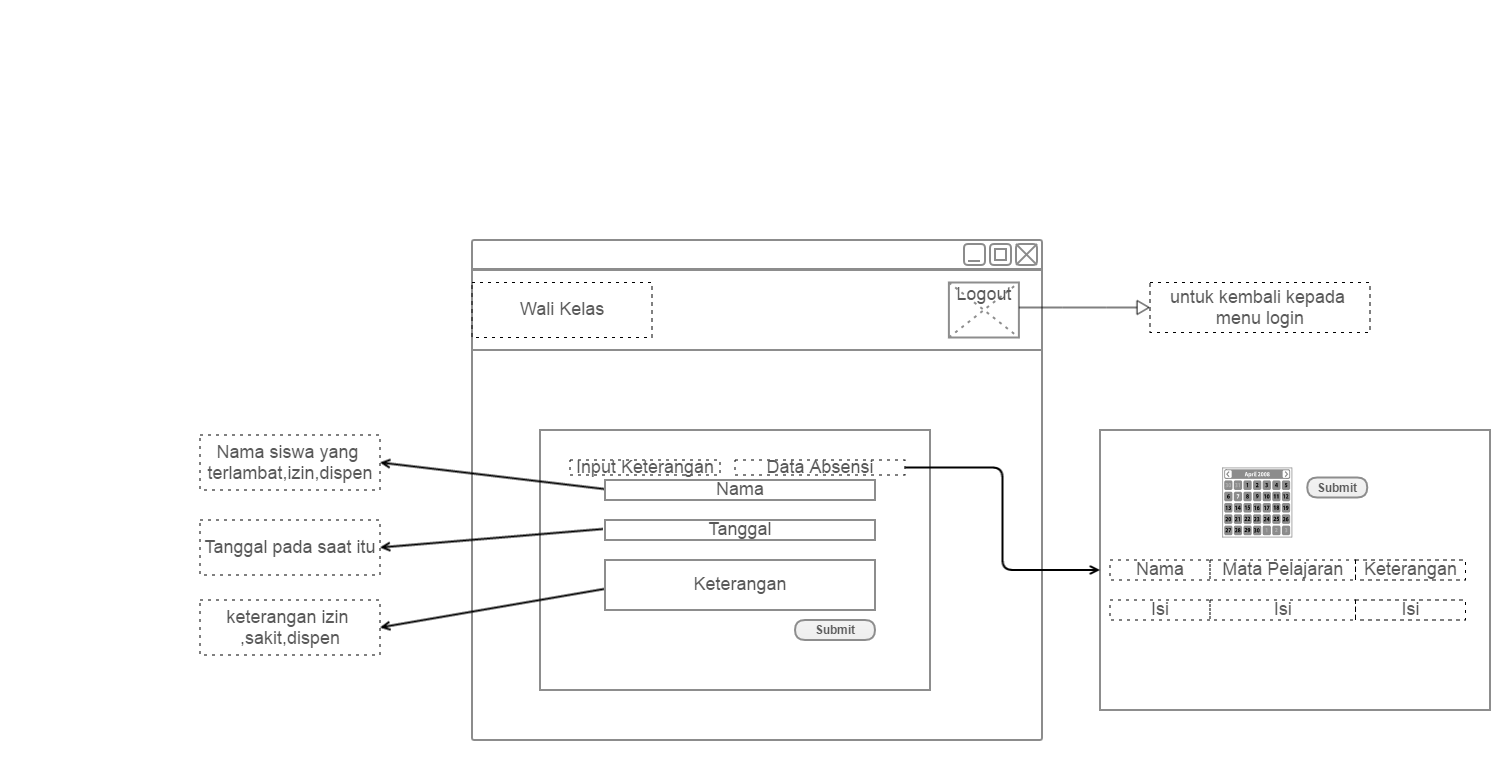 Wali Kelas
Logout
untuk kembali kepada
menu login
Nama siswa yang
terlambat,izin,dispen
Tanggal pada saat itu
keterangan izin
,sakit,dispen
Input Keterangan
Data Absensi
Nama
Tanggal
Keterangan
Submit
April 2008
1 2 3 4 5
6 7 8 9 10 11 12
13 14 15 16 17 18 19
20 21 22 23 24 25 26
27 28 29 30
Submit
Nama Mata Pelajaran Keterangan
Isi Isi Isi